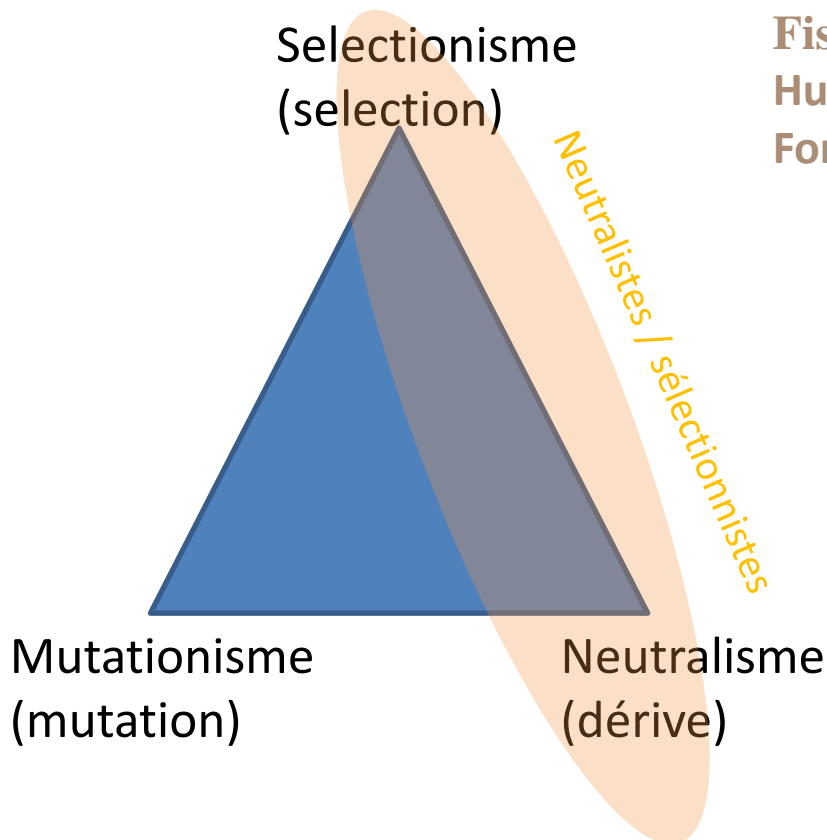 Selectionisme
(selection)
Neutralistes / sélectionnistes
Mutationisme
(mutation)
Neutralisme
(dérive)